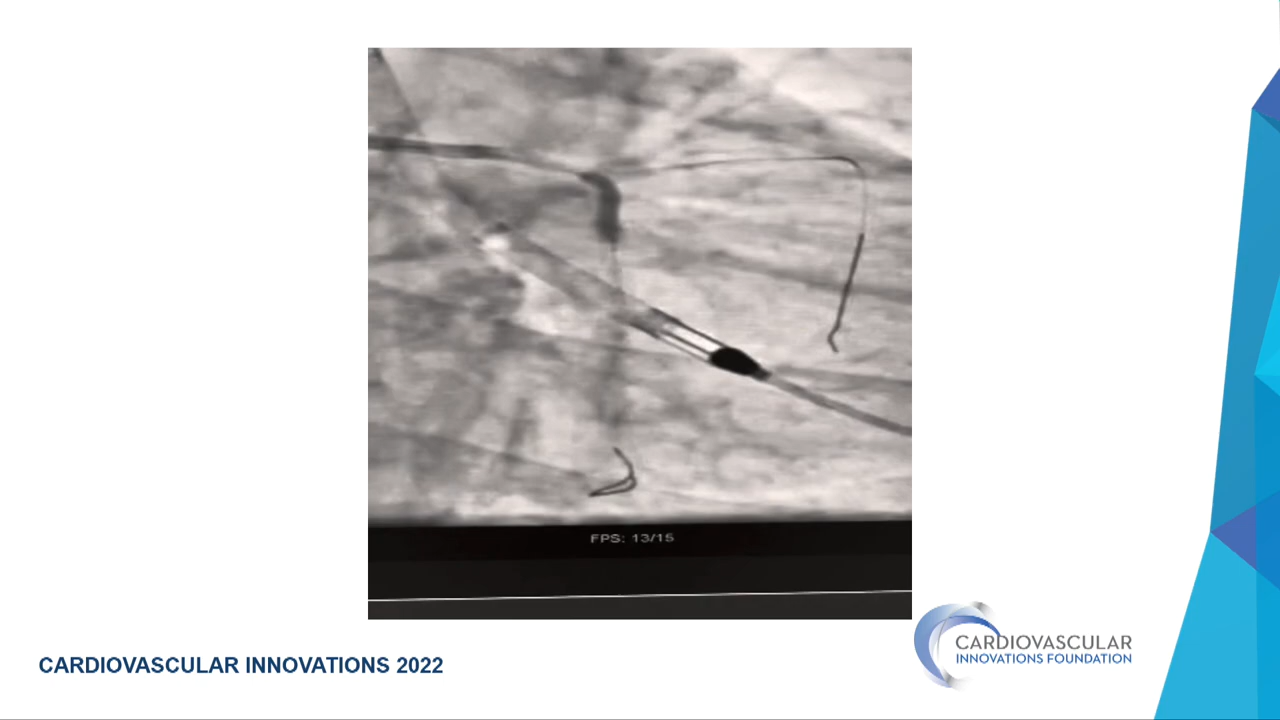 FPS: 13/15
CARDIOVASCULAR INNOVATIONS 2022
CARDIOVASCULAR
INNOVATIONS FOUNDATION